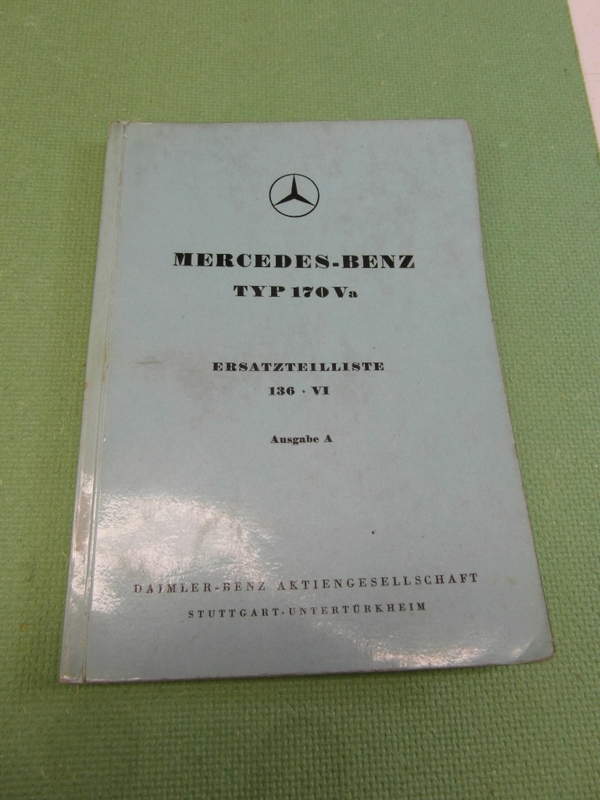 MERCEDES-BENZ
TYP 170 Va
ERSATZTEILLISTE
136 · VI
Ausgabe A
DAIMLER-BENZ AKTIENGESELLSCHAFT
STUTTGART-UNTERTÜRKHEIM